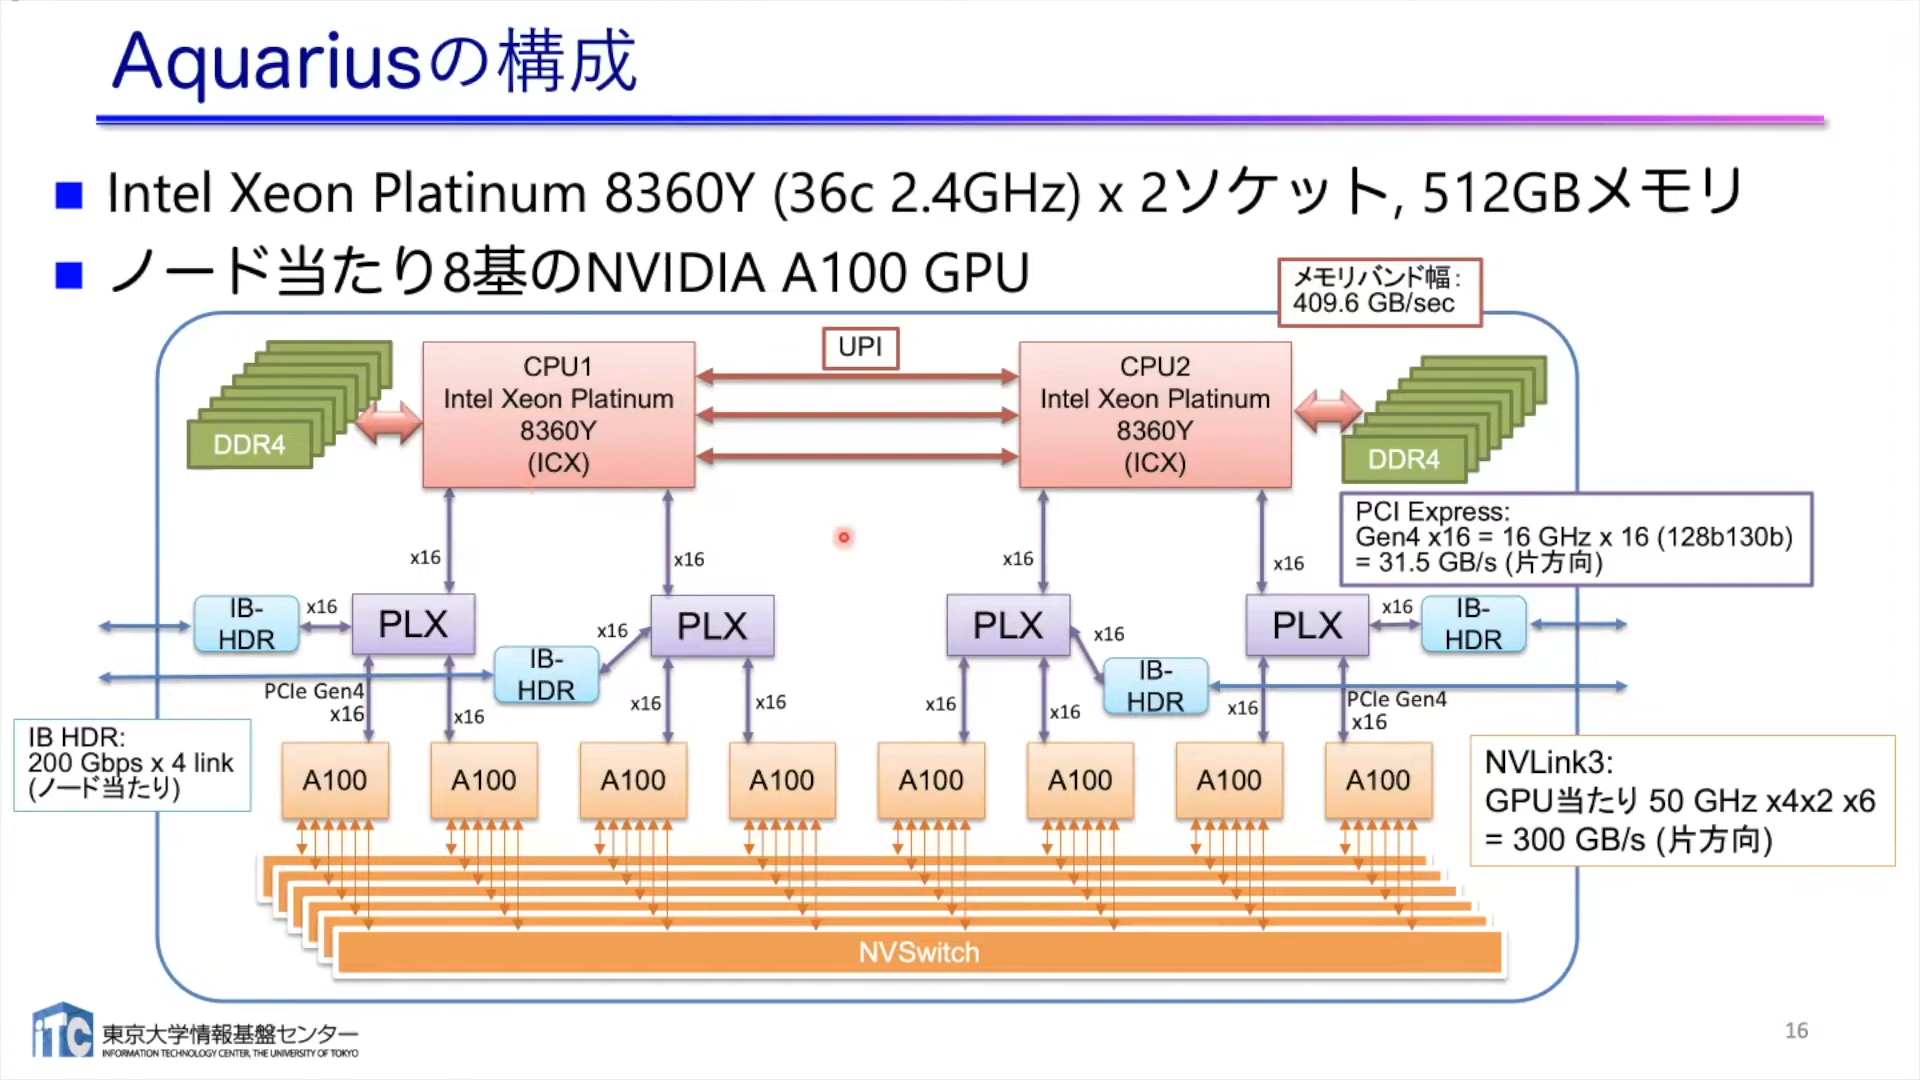 Aquariusの構成
Intel Xeon Platinum 8360Y (36c 2.4GHz) x 2ソケット, 512GBメモリ
ノード当たり8基のNVIDIA A100 GPU
メモリバンド幅:
409.6 GB/sec
UPI
CPU1
Intel Xeon Platinum
8360Y
(ICX)
CPU2
Intel Xeon Platinum
8360Y
(ICX)
DDR4
DDR4
PCI Express:
Gen4 x16 = 16 GHz x 16 (128b130b)
= 31.5 GB/s (片方向)
x16
x16
x16
x16
IB-
HDR
x16
PLX
IB-
HDR
x16
PLX
PLX
x16
IB-
HDR
PLX
x16
IB-
HDR
PCIe Gen4
x16
x16
x16
x16
x16
x16
x16
PCIe Gen4
x16
IB HDR:
200 Gbps x 4 link
(ノード当たり)
A100
A100
A100
A100
A100
A100
A100
A100
NVLink3:
GPU当たり 50 GHz x4x2 x6
= 300 GB/s (片方向)
NVSwitch
iTC
東京大学情報基盤センター
INFORMATION TECHNOLOGY CENTER, THE UNIVERSITY OF TOKYO
16